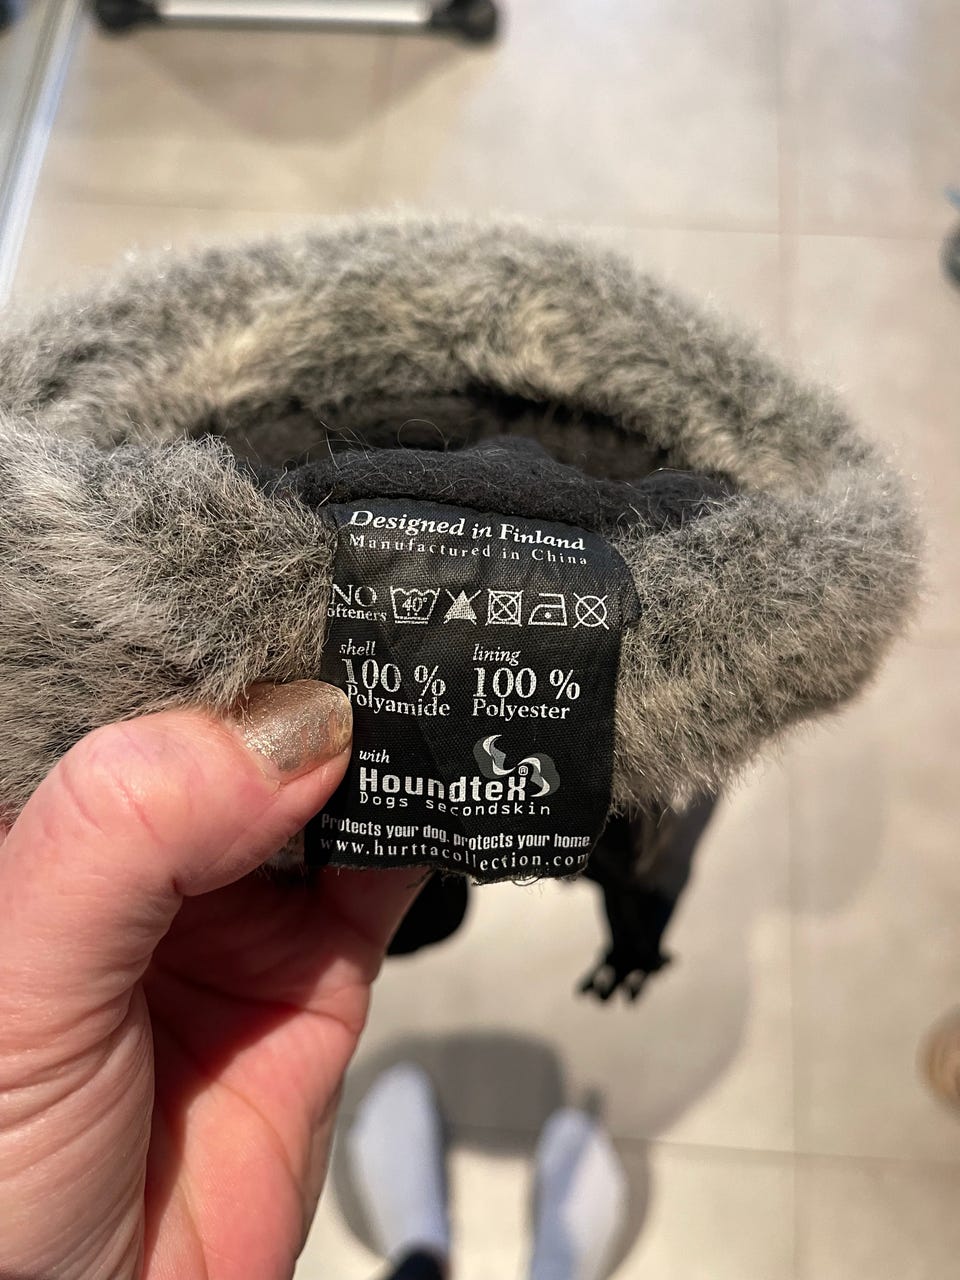 Designed in Finland
Manufactured in China
NO 40°
ofteners
shell lining
100 % 100 %
Polyamide Polyester
with
Houndtex®
Dogs secondskin
Protects your dog. protects your home.
www.hurttacollection.com